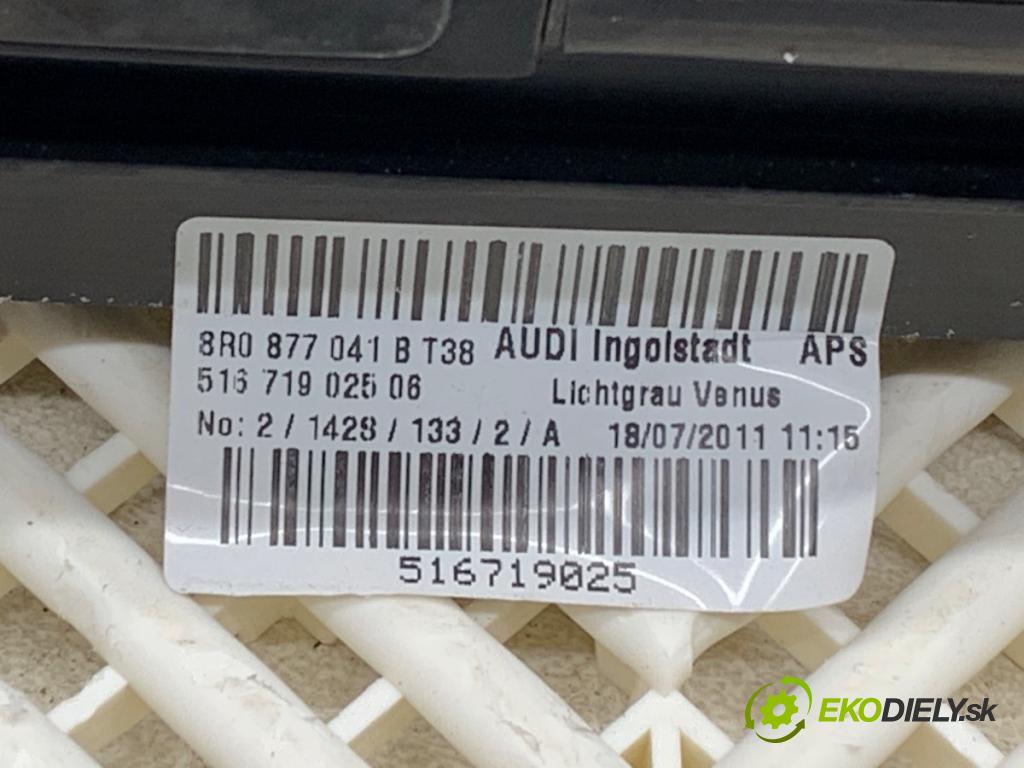 8R0 877 041 B T38 AUDI Ingolstadt APS
516 719 025 06 Lichtgrau Venus
No: 2 / 1428 / 133 / 2 / A 18/07/2011 11:15
516719025
EKODIELY.sk